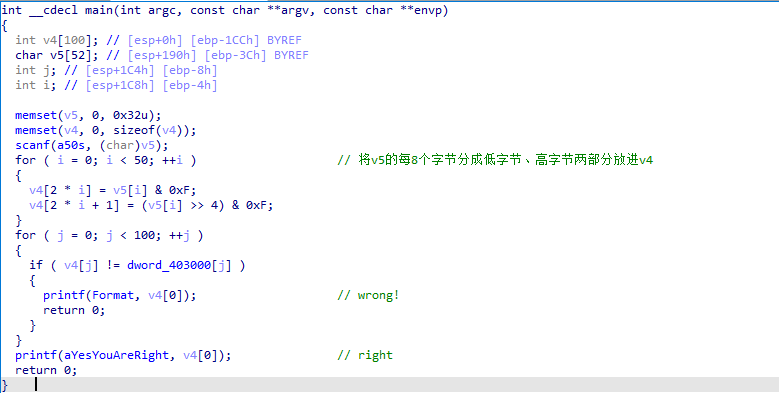 int __cdecl main(int argc, const char **argv, const char **envp)
{
  int v4[100]; // [esp+0h] [ebp-1CCh] BYREF
  char v5[52]; // [esp+190h] [ebp-3Ch] BYREF
  int j; // [esp+1C4h] [ebp-8h]
  int i; // [esp+1C8h] [ebp-4h]

  memset(v5, 0, 0x32u);
  memset(v4, 0, sizeof(v4));
  scanf(a50s, (char)v5);
  for ( i = 0; i < 50; ++i )                    // 将v5的每8个字节分成低字节、高字节两部分放进v4
  {
    v4[2 * i] = v5[i] & 0xF;
    v4[2 * i + 1] = (v5[i] >> 4) & 0xF;
  }
  for ( j = 0; j < 100; ++j )
  {
    if ( v4[j] != dword_403000[j] )
    {
      printf(Format, v4[0]);                    // wrong!
      return 0;
    }
  }
  printf(aYesYouAreRight, v4[0]);               // right
  return 0;
}